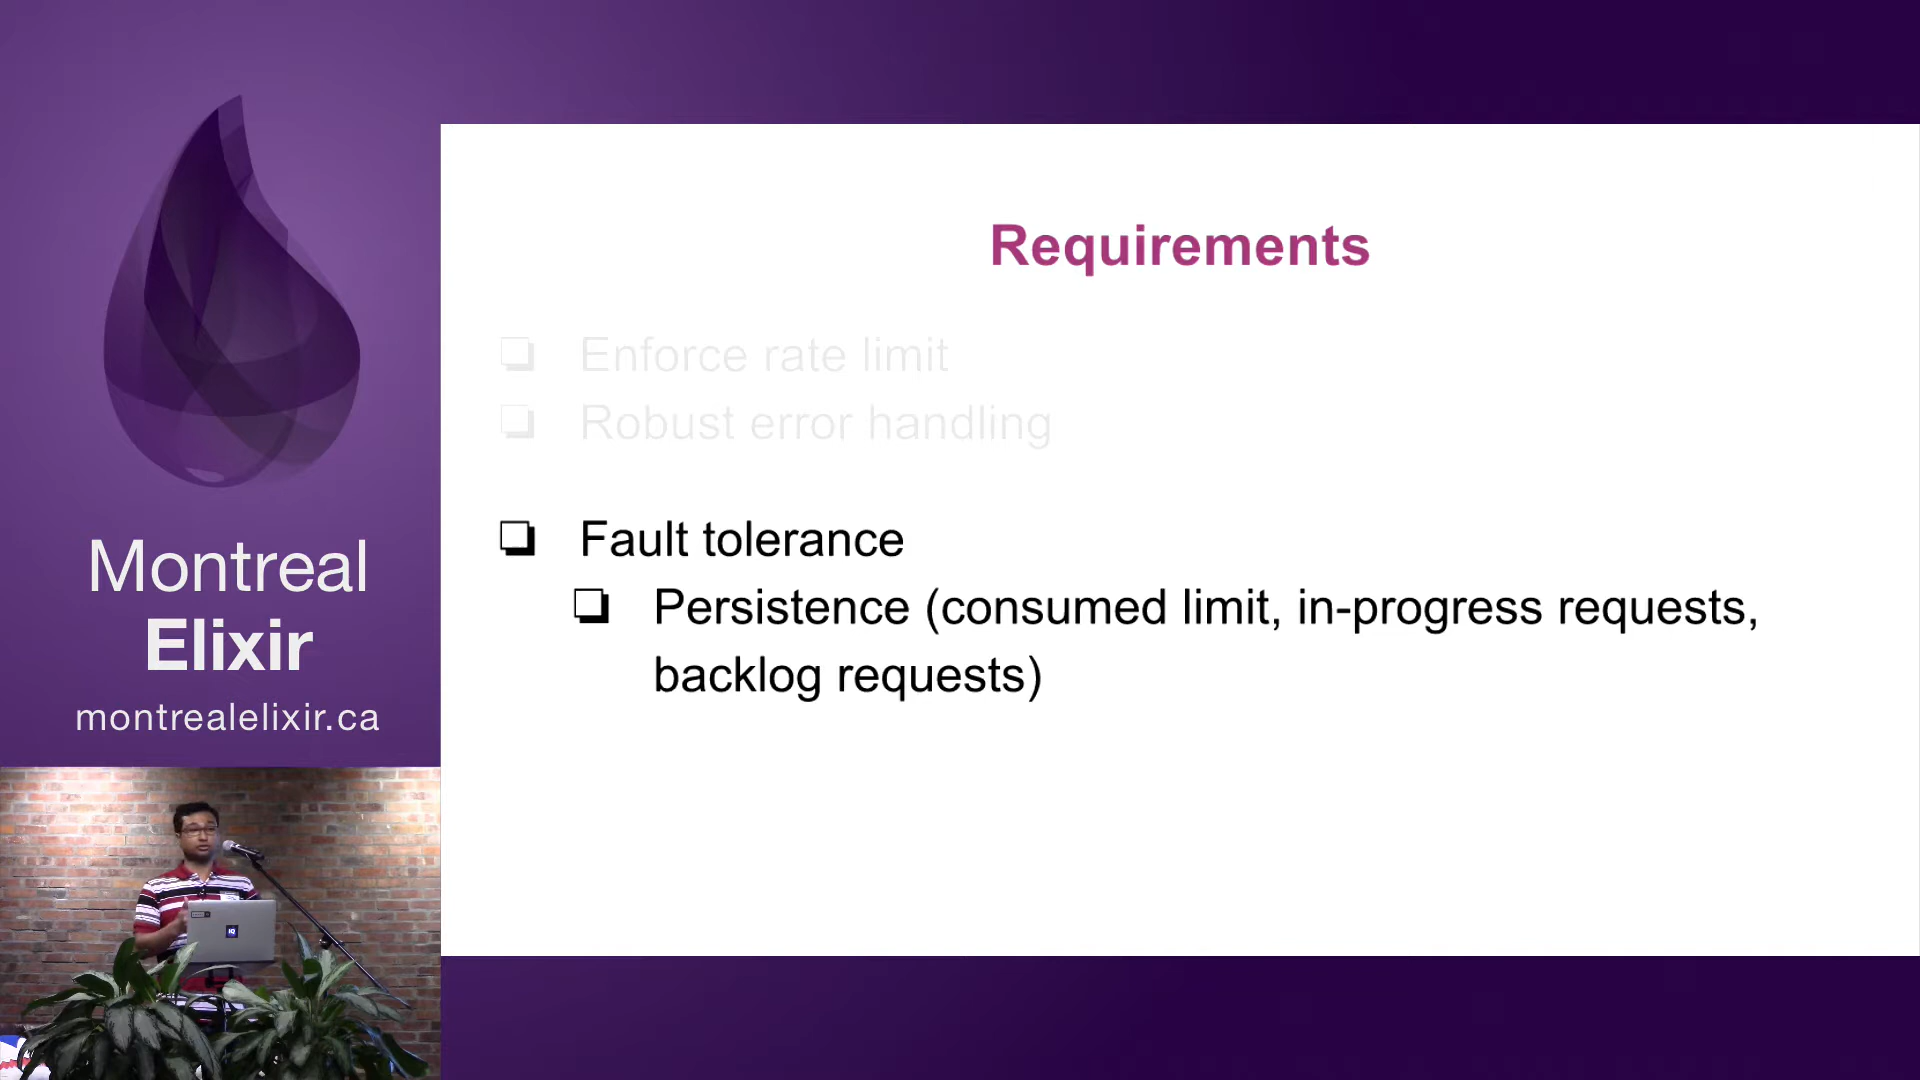 Montreal
Elixir
montrealelixir.ca
Requirements
❏ Enforce rate limit
❏ Robust error handling
❏ Fault tolerance
❏ Persistence (consumed limit, in-progress requests,
backlog requests)